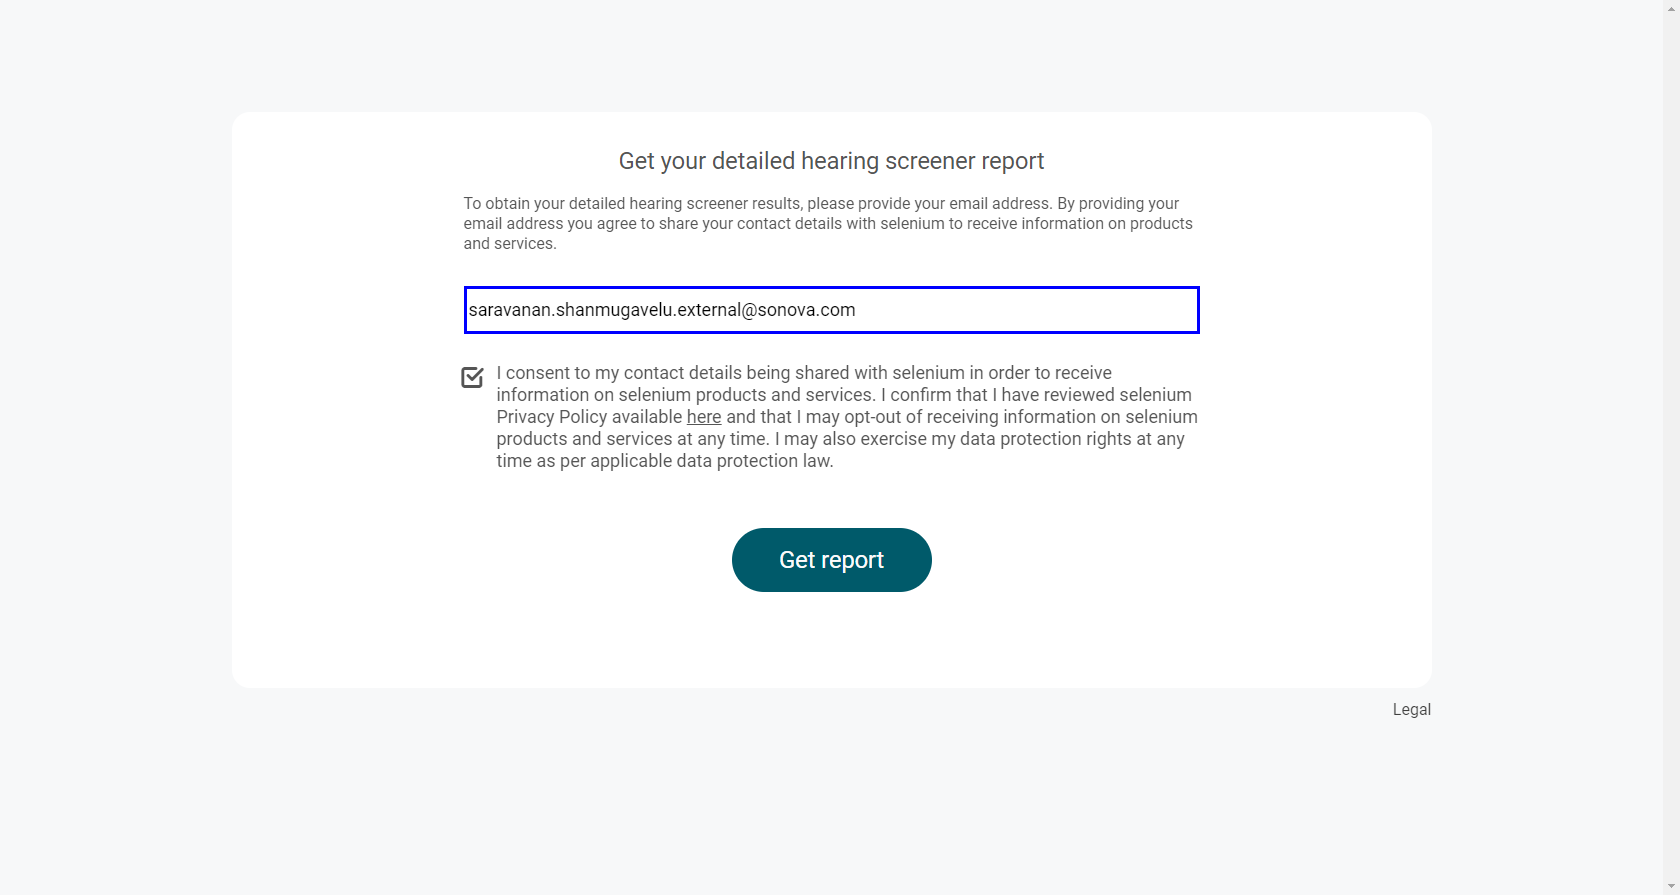 Get your detailed hearing screener report
To obtain your detailed hearing screener results, please provide your email address. By providing your
email address you agree to share your contact details with selenium to receive information on products
and services.
saravanan.shanmugavelu.external@sonova.com
I consent to my contact details being shared with selenium in order to receive
information on selenium products and services. I confirm that I have reviewed selenium
Privacy Policy available here and that I may opt-out of receiving information on selenium
products and services at any time. I may also exercise my data protection rights at any
time as per applicable data protection law.
Get report
Legal